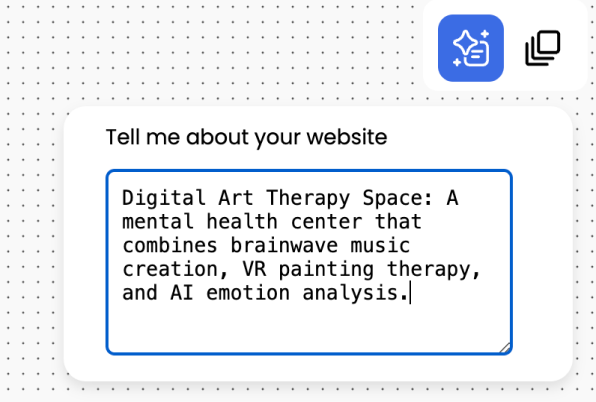 Tell me about your website
Digital Art Therapy Space: A
mental health center that
combines brainwave music
creation, VR painting therapy,
and AI emotion analysis.